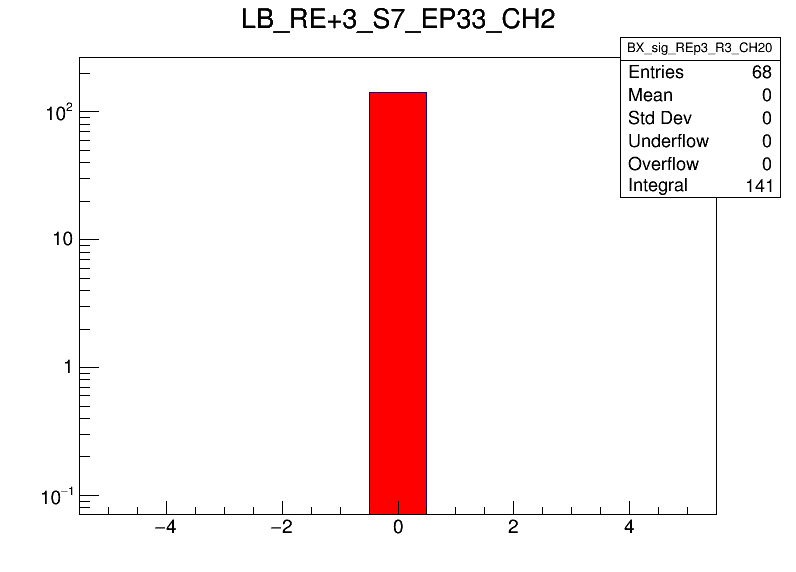 LB_RE+3_S7_EP33_CH2
BX_sig_REp3_R3_CH20
Entries 68
Mean 0
Std Dev 0
Underflow 0
Overflow 0
Integral 141
10²
10
1
10⁻¹
−4 −2 0 2 4